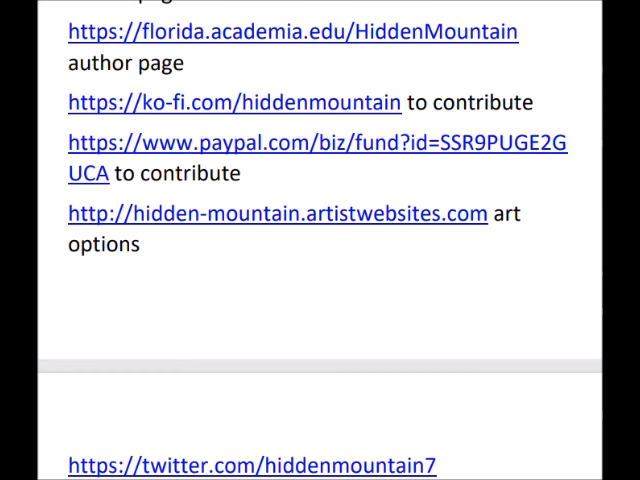 https://florida.academia.edu/HiddenMountain
author page
https://ko-fi.com/hiddenmountain to contribute
https://www.paypal.com/biz/fund?id=SSR9PUGE2G
UCA to contribute
http://hidden-mountain.artistwebsites.com art
options
https://twitter.com/hiddenmountain7